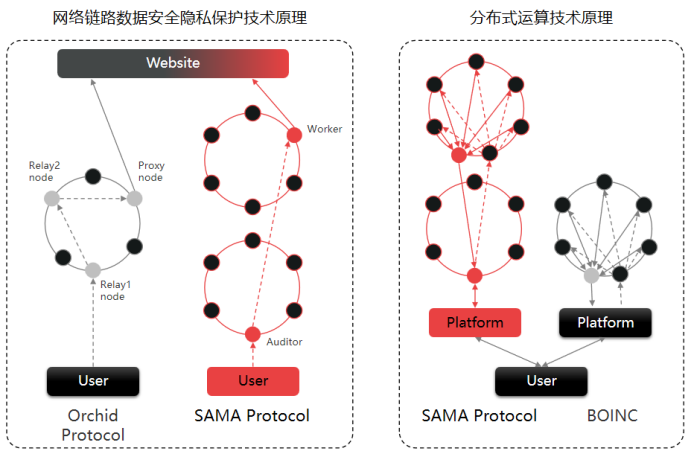 网络链路数据安全隐私保护技术原理
Website
Worker
Relay2
node
Proxy
node
Relay1
node
Auditor
User
User
Orchid
Protocol
SAMA Protocol
分布式运算技术原理
Platform
Platform
User
SAMA Protocol
BOINC